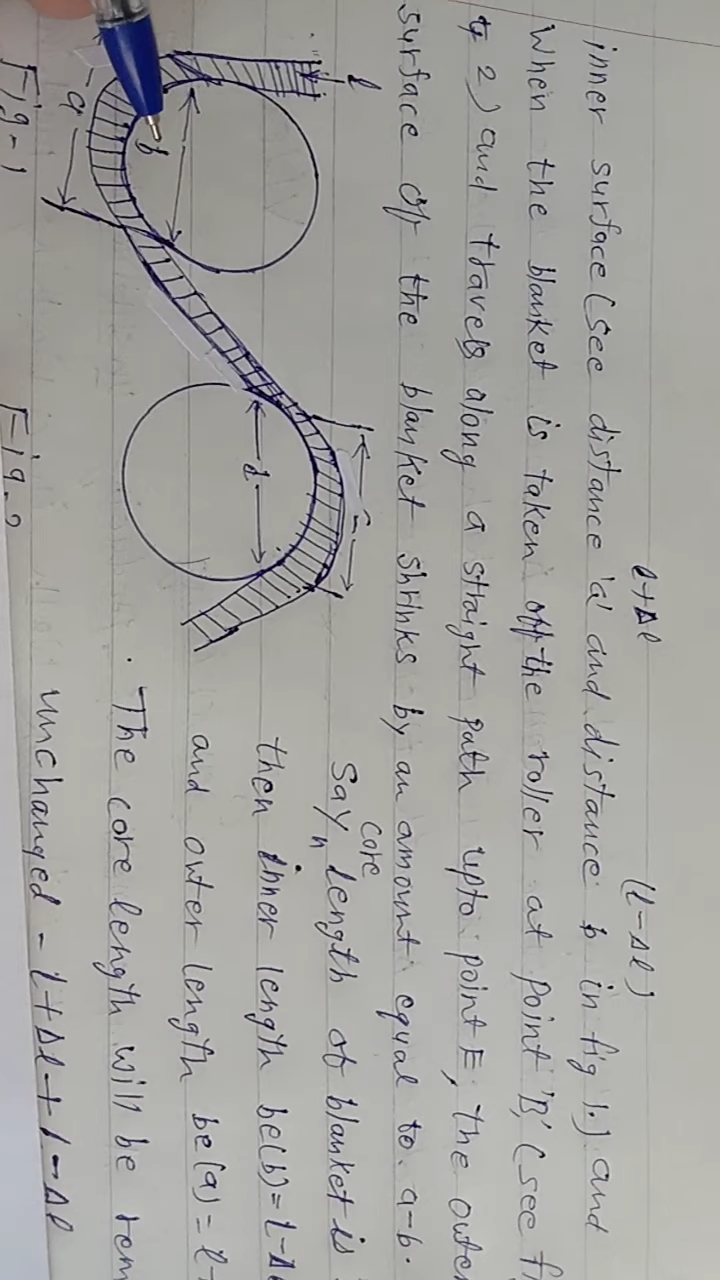 l+Δl (l-Δl)
inner surface (see distance 'a' and distance b in fig 1.) and
When the blanket is taken off the roller at point 'B', (see
2) and travels along a straight path upto point E, the outer
surface of the blanket shrinks by an amount equal to a-b.
l
a
b
c
d
core
Say length of blanket is
then inner length be(b)= l-Δ
and outer length be(a)= l
The core length will be
unchanged - l+Δl + l-Δl
Fig-1 Fig-2